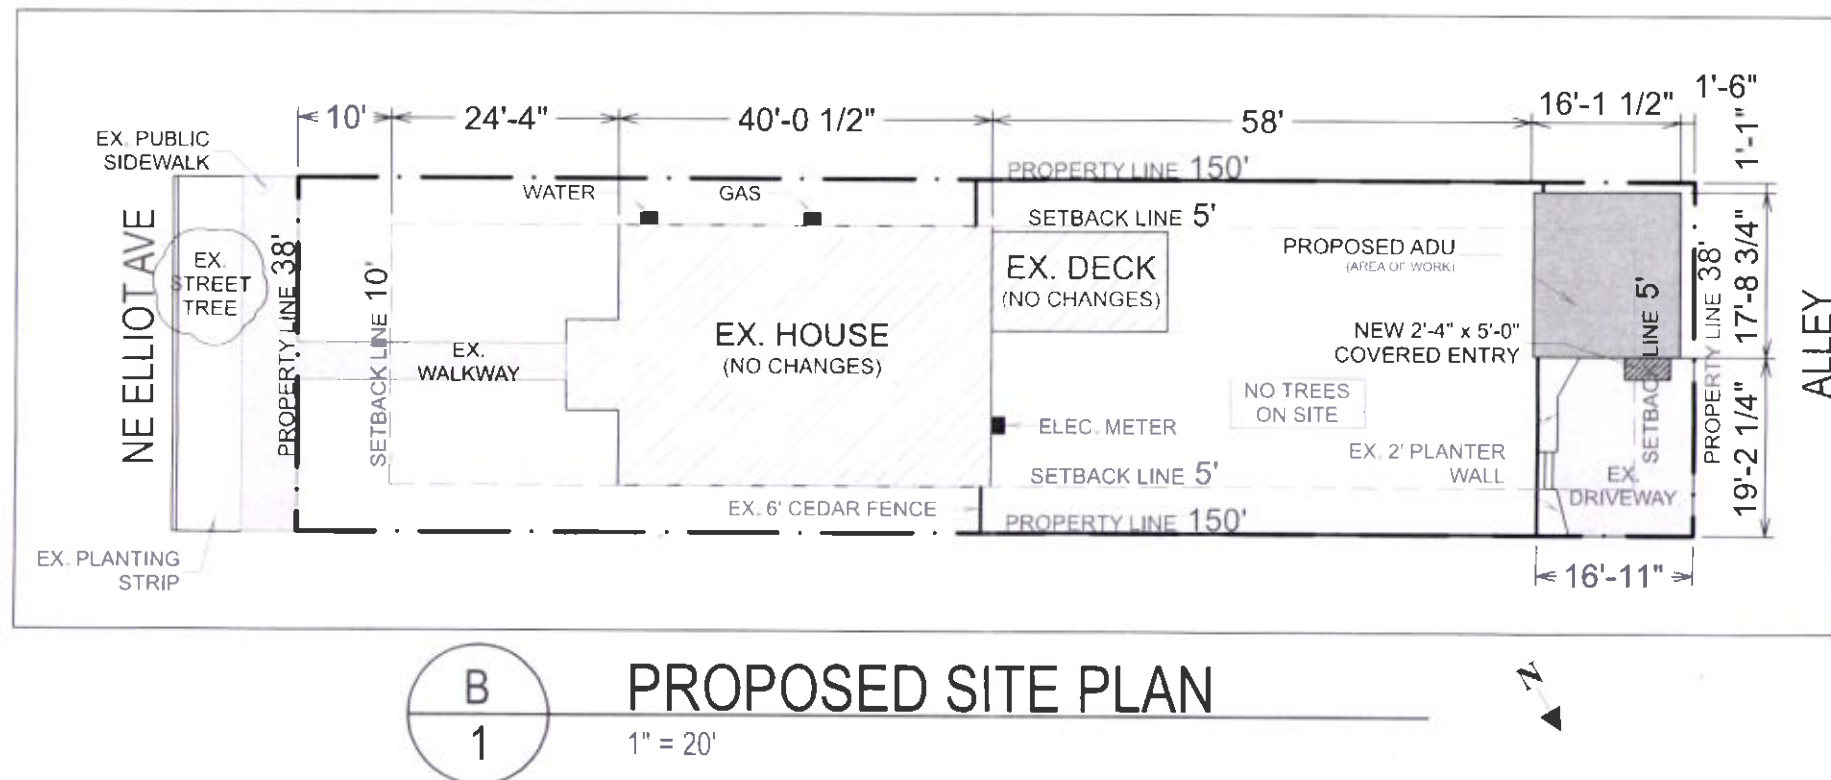 10'
24'-4"
40'-0 1/2"
58'
16'-1 1/2"
1'-6"
1'-1"
EX. PUBLIC
SIDEWALK
PROPERTY LINE 150'
WATER
GAS
SETBACK LINE 5'
NE ELLIOT AVE
EX.
STREET
TREE
PROPERTY LINE 38'
SETBACK LINE 10'
EX.
WALKWAY
EX. HOUSE
(NO CHANGES)
EX. DECK
(NO CHANGES)
PROPOSED ADU
(AREA OF WORK)
NEW 2'-4" x 5'-0"
COVERED ENTRY
SETBACK LINE 5'
PROPERTY LINE 38'
17'-8 3/4"
ALLEY
NO TREES
ON SITE
ELEC. METER
EX. 2' PLANTER
WALL
EX.
DRIVEWAY
19'-2 1/4"
SETBACK LINE 5'
EX. 6' CEDAR FENCE
PROPERTY LINE 150'
EX. PLANTING
STRIP
16'-11"
B
1
PROPOSED SITE PLAN
1" = 20'
N